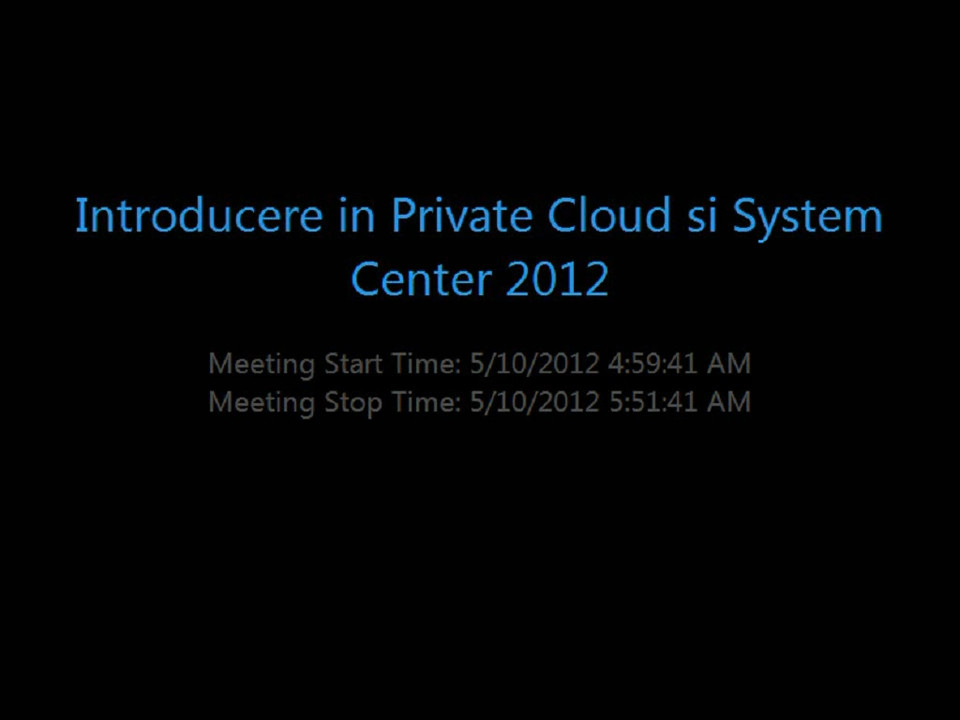 Introducere in Private Cloud si System
Center 2012
Meeting Start Time: 5/10/2012 4:59:41 AM
Meeting Stop Time: 5/10/2012 5:51:41 AM